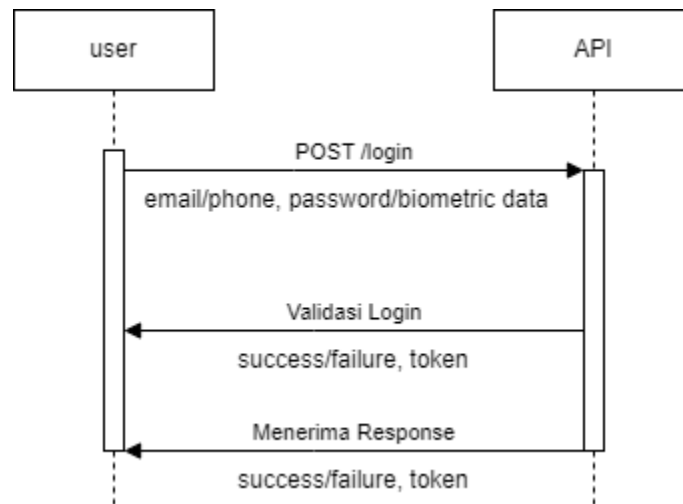 user
API
POST /login
email/phone, password/biometric data
Validasi Login
success/failure, token
Menerima Response
success/failure, token